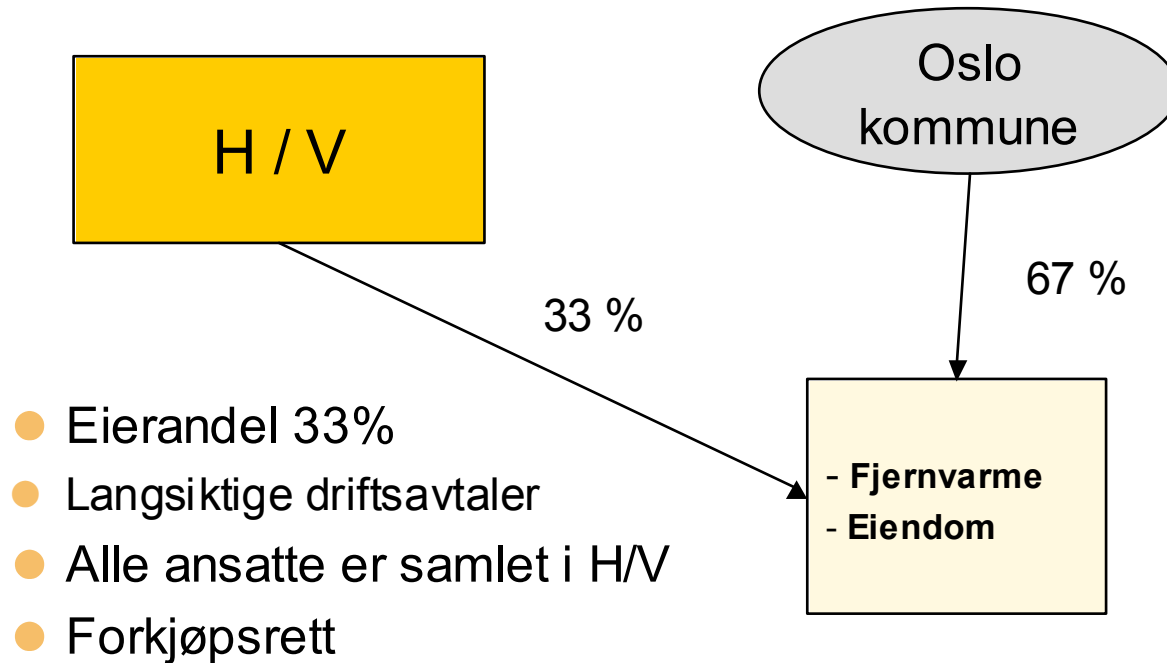 H / V
Oslo
kommune
33 %
67 %
Eierandel 33%
Langsiktige driftsavtaler
Alle ansatte er samlet i H/V
Forkjøpsrett
- Fjernvarme
- Eiendom